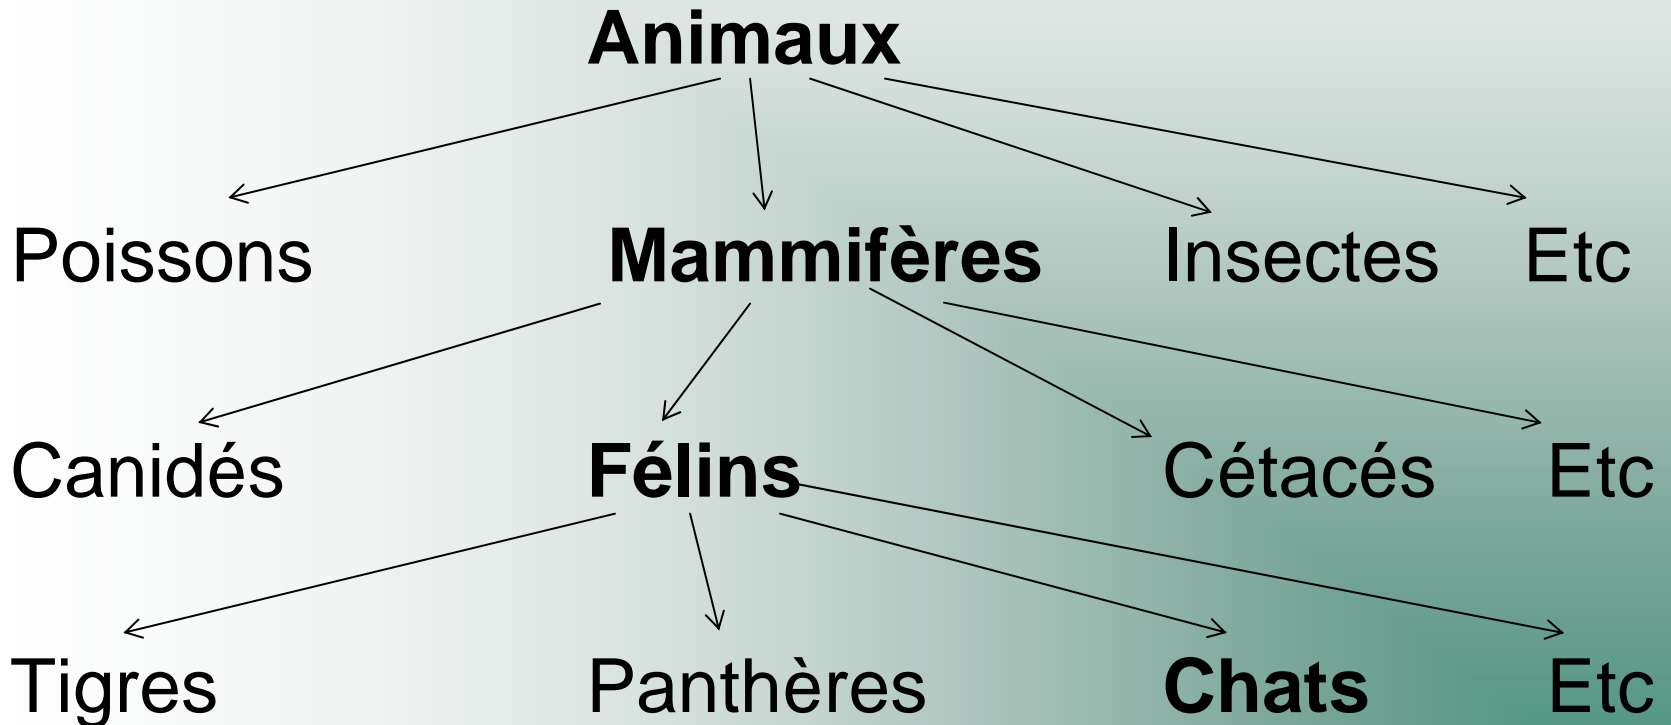 Animaux
Poissons Mammifères Insectes Etc
Canidés Félins Cétacés Etc
Tigres Panthères Chats Etc